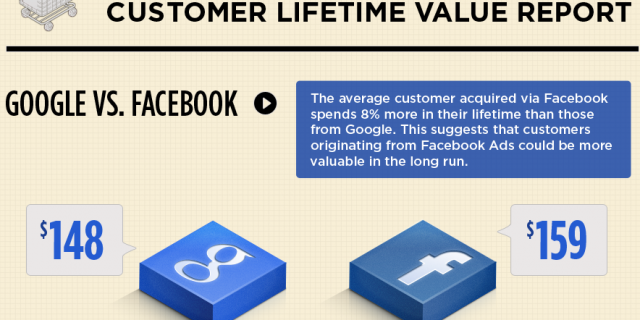 CUSTOMER LIFETIME VALUE REPORT
GOOGLE VS. FACEBOOK
The average customer acquired via Facebook
spends 8% more in their lifetime than those
from Google. This suggests that customers
originating from Facebook Ads could be more
valuable in the long run.
$148
g
f
$159